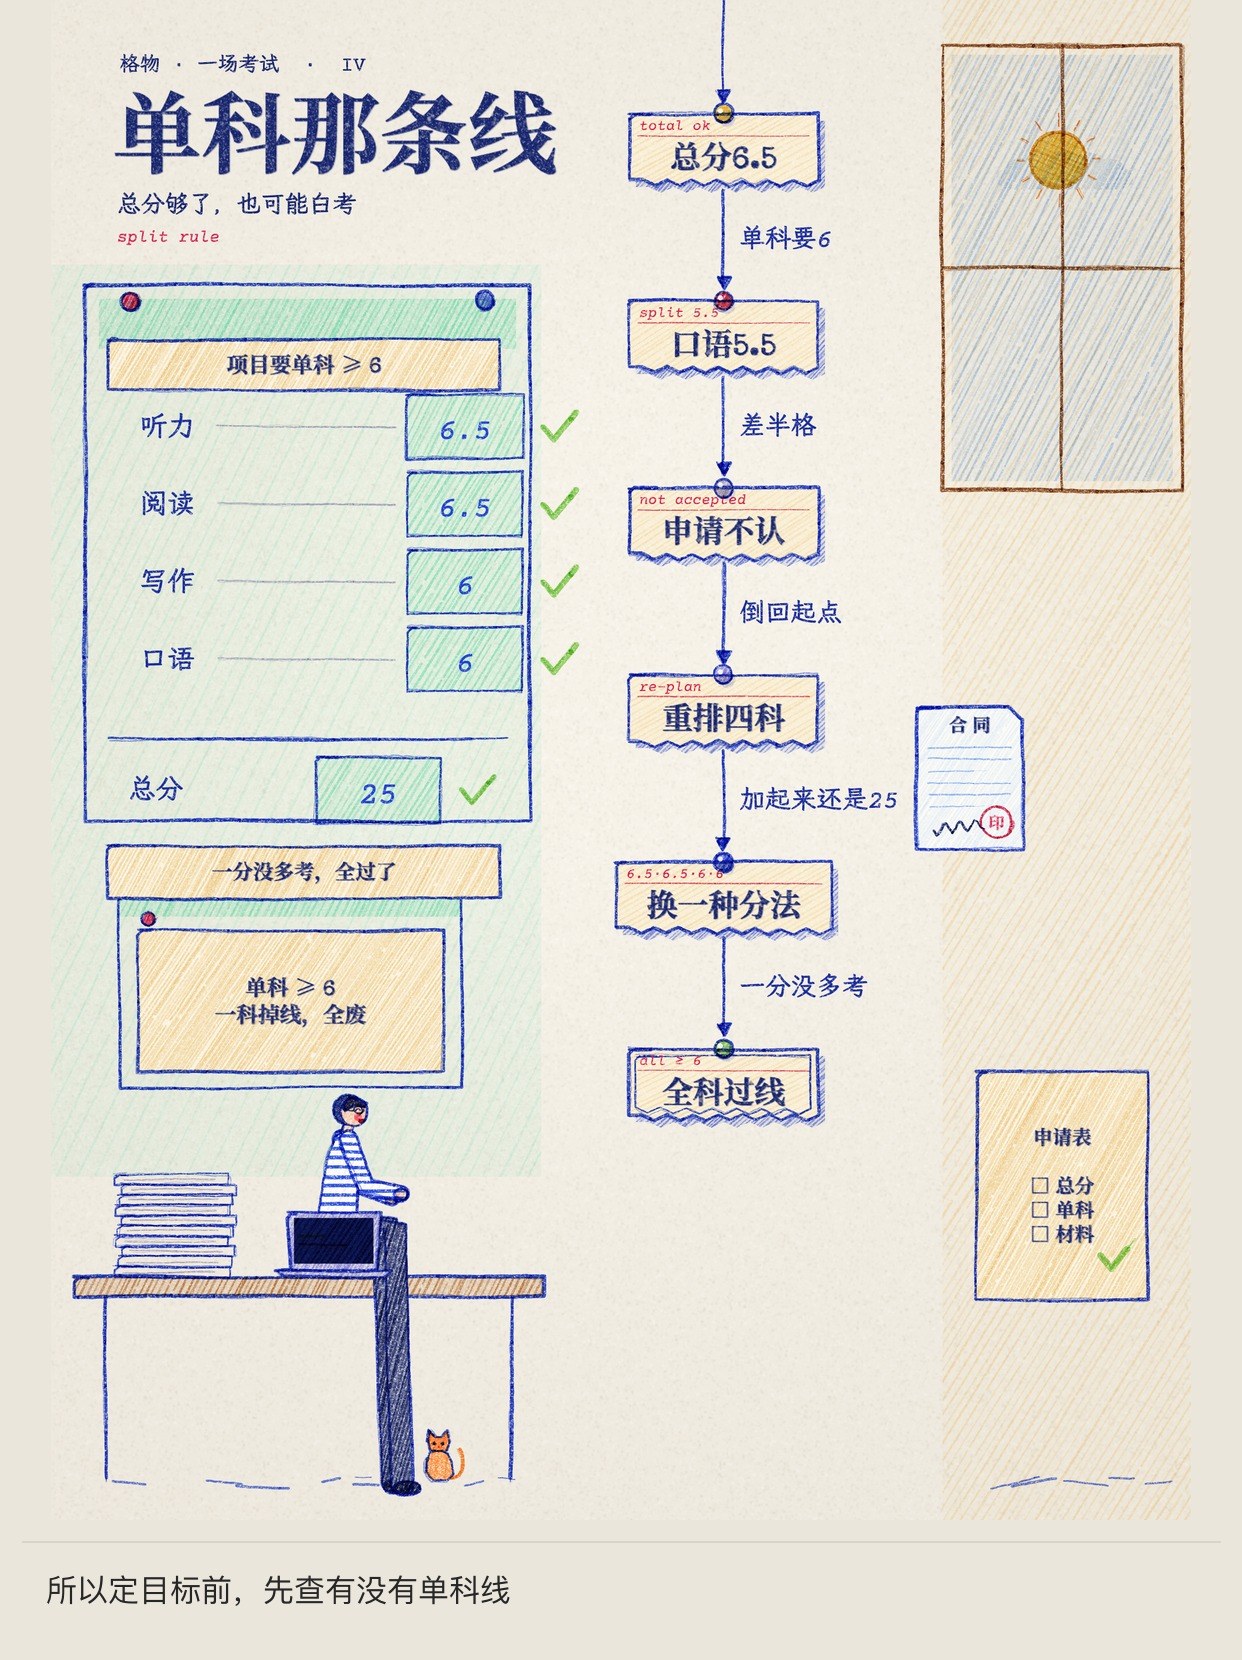 格物 · 一场考试 · IV
单科那条线
总分够了，也可能白考
split rule
项目要单科 ≥ 6
听力 6.5
阅读 6.5
写作 6
口语 6
总分 25
一分没多考，全过了
单科 ≥ 6
一科掉线，全废
total ok
总分6.5
单科要6
split 5.5
口语5.5
差半格
not accepted
申请不认
倒回起点
re-plan
重排四科
加起来还是25
6.5·6.5·6·6
换一种分法
一分没多考
all ≥ 6
全科过线
合同
印
申请表
☐ 总分
☐ 单科
☐ 材料
所以定目标前，先查有没有单科线